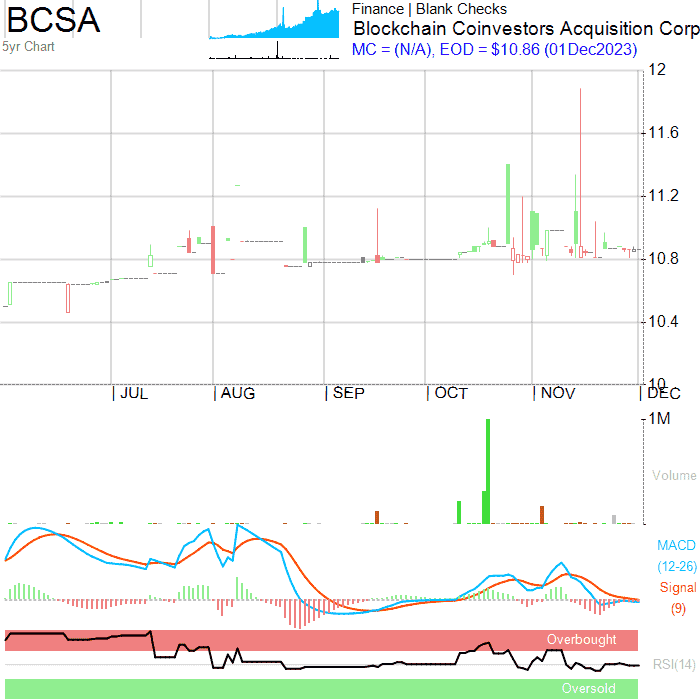 BCSA
5yr Chart
Finance | Blank Checks
Blockchain Coinvestors Acquisition Corp
MC = (N/A), EOD = $10.86 (01Dec2023)
12
11.6
11.2
10.8
10.4
10
JUL AUG SEP OCT NOV DEC
1M
Volume
MACD
(12-26)
Signal
(9)
Overbought
RSI(14)
Oversold